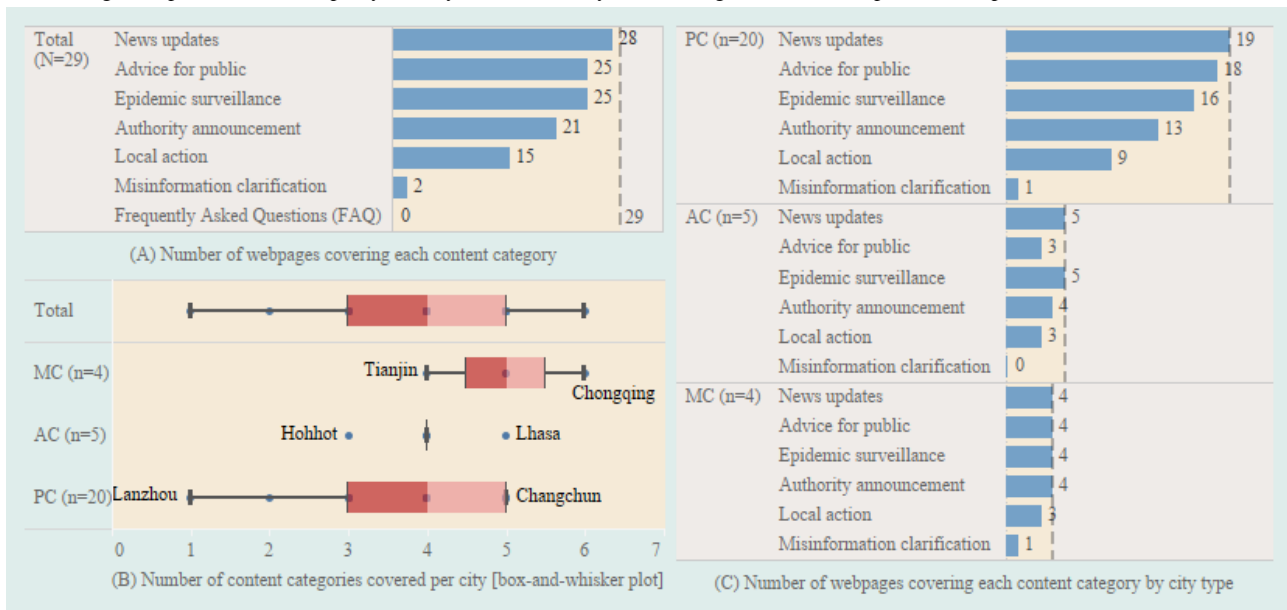 Total (N=29)
News updates 28
Advice for public 25
Epidemic surveillance 25
Authority announcement 21
Local action 15
Misinformation clarification 2
Frequently Asked Questions (FAQ) 0
29
(A) Number of webpages covering each content category
Total
MC (n=4) Tianjin Chongqing
AC (n=5) Hohhot Lhasa
PC (n=20) Lanzhou Changchun
0 1 2 3 4 5 6 7
(B) Number of content categories covered per city [box-and-whisker plot]
PC (n=20) News updates 19
Advice for public 18
Epidemic surveillance 16
Authority announcement 13
Local action 9
Misinformation clarification 1
AC (n=5) News updates 5
Advice for public 3
Epidemic surveillance 5
Authority announcement 4
Local action 3
Misinformation clarification 0
MC (n=4) News updates 4
Advice for public 4
Epidemic surveillance 4
Authority announcement 4
Local action 3
Misinformation clarification 1
(C) Number of webpages covering each content category by city type